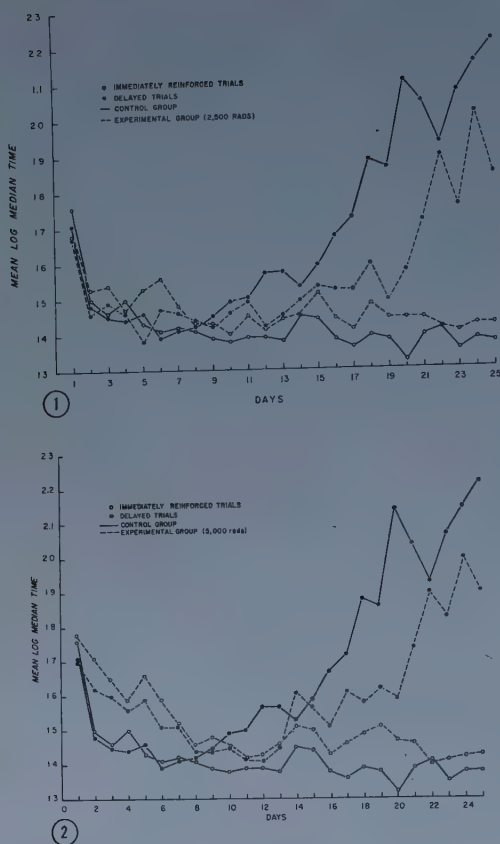 2 3
2 2
2.1
2 0
1.9
1.8
1.7
1.6
1.5
1.4
1.3
MEAN LOG MEDIAN TIME
IMMEDIATELY REINFORCED TRIALS
DELAYED TRIALS
CONTROL GROUP
EXPERIMENTAL GROUP (2,500 RADS)
1 3 5 7 9 11 13 15 17 19 21 23 25
DAYS
1
2 3
2.2
2.1
2.0
1.9
1.8
1.7
1.6
1.5
1.4
1.3
MEAN LOG MEDIAN TIME
IMMEDIATELY REINFORCED TRIALS
DELAYED TRIALS
CONTROL GROUP
EXPERIMENTAL GROUP (5,000 rads)
0 2 4 6 8 10 12 14 16 18 20 22 24
DAYS
2